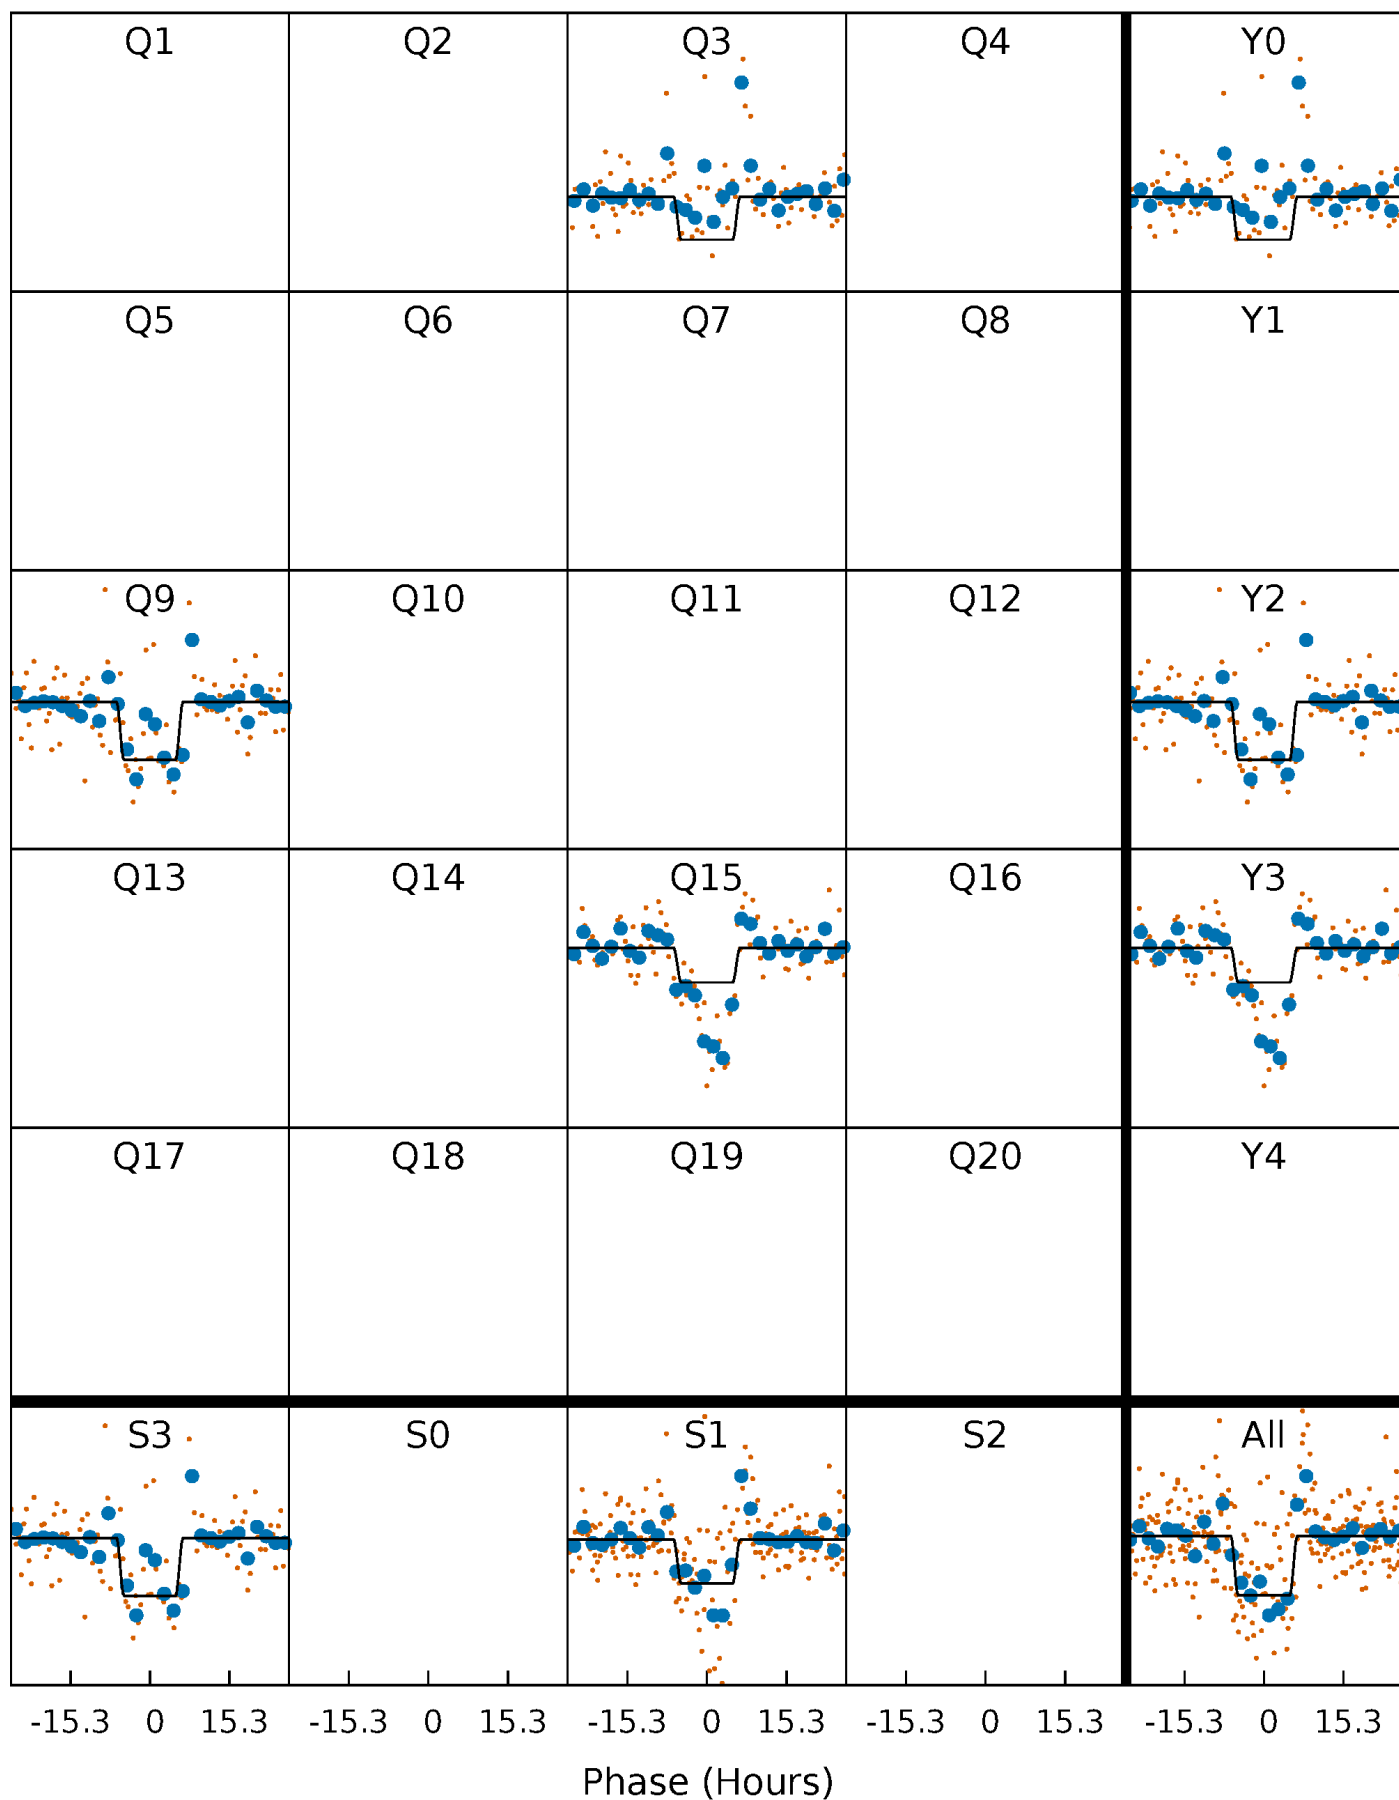 Q1 Q2 Q3 Q4 Y0
Q5 Q6 Q7 Q8 Y1
Q9 Q10 Q11 Q12 Y2
Q13 Q14 Q15 Q16 Y3
Q17 Q18 Q19 Q20 Y4
S3 S0 S1 S2 All
-15.3 0 15.3 -15.3 0 15.3 -15.3 0 15.3 -15.3 0 15.3 -15.3 0 15.3
Phase (Hours)